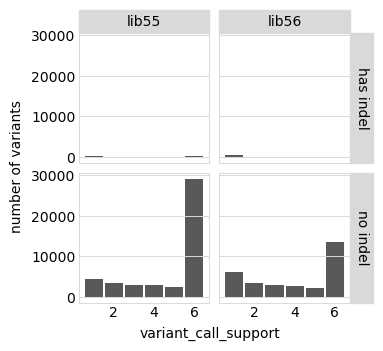 lib55 lib56
30000
20000
10000
0
has indel
number of variants
30000
20000
10000
0
no indel
2 4 6 2 4 6
variant_call_support